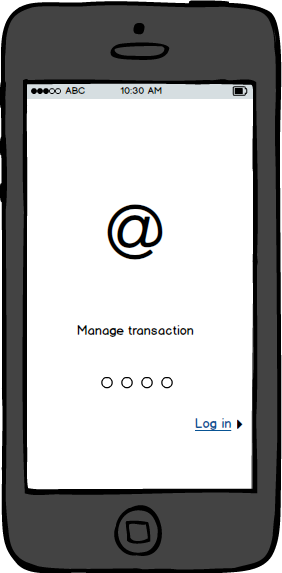 ABC 10:30 AM
@
Manage transaction
Log in